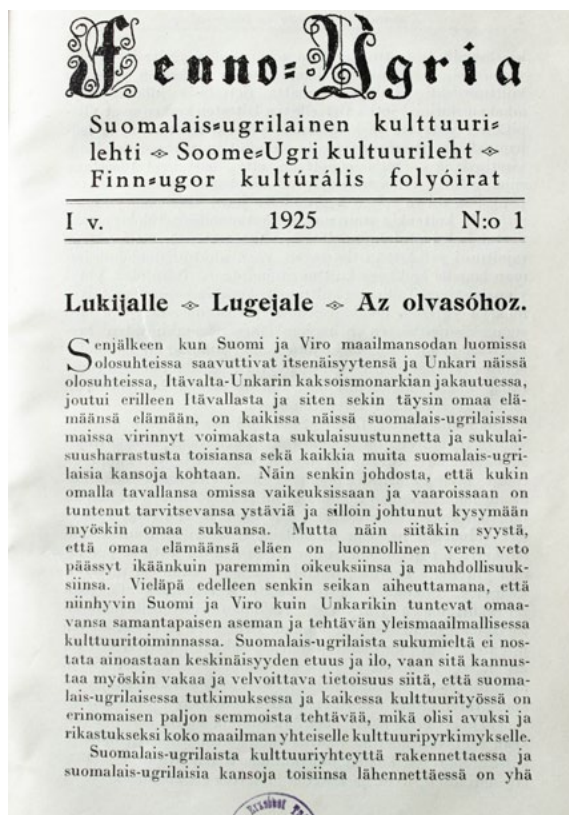 Fenno-Ugria
Suomalais-ugrilainen kulttuuri-
lehti Soome-Ugri kultuurileht
Finn-ugor kultúrális folyóirat
I v. 1925 N:o 1
Lukijalle Lugejale Az olvasóhoz.
Senjälkeen kun Suomi ja Viro maailmansodan luomissa
olosuhteissa saavuttivat itsenäisyytensä ja Unkari näissä
olosuhteissa, Itävalta-Unkarin kaksoismonarkian jakautuessa,
joutui erilleen Itävallasta ja siten sekin täysin omaa elä-
määnsä elämään, on kaikissa näissä suomalais-ugrilaisissa
maissa virinnyt voimakasta sukulaisuustunnetta ja sukulai-
suusharrastusta toisiansa sekä kaikkia muita suomalais-ugri-
laisia kansoja kohtaan. Näin senkin johdosta, että kukin
omalla tavallansa omissa vaikeuksissaan ja vaaroissaan on
tuntenut tarvitsevansa ystäviä ja silloin johtunut kysymään
myöskin omaa sukuansa. Mutta näin siitäkin syystä,
että omaa elämäänsä eläen on luonnollinen veren veto
päässyt ikäänkuin paremmin oikeuksiinsa ja mahdollisuuk-
siinsa. Vieläpä edelleen senkin seikan aiheuttamana, että
niinhyvin Suomi ja Viro kuin Unkarikin tuntevat omaa-
vansa samantapaisen aseman ja tehtävän yleismaailmallisessa
kulttuuritoiminnassa. Suomalais-ugrilaista sukumieltä ei nos-
tata ainoastaan keskinäisyyden etuus ja ilo, vaan sitä kannus-
taa myöskin vakaa ja velvoittava tietoisuus siitä, että suoma-
lais-ugrilaisessa tutkimuksessa ja kaikessa kulttuurityössä on
erinomaisen paljon semmoista tehtävää, mikä olisi avuksi ja
rikastukseksi koko maailman yhteiselle kulttuuripyrkimykselle.
Suomalais-ugrilaista kulttuuriyhteyttä rakennettaessa ja
suomalais-ugrilaisia kansoja toisiinsa lähennettäessä on yhä